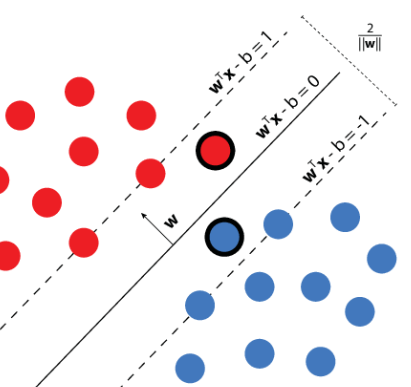 wᵀx - b = 1
2
||w||
wᵀx - b = 0
wᵀx - b = -1
w